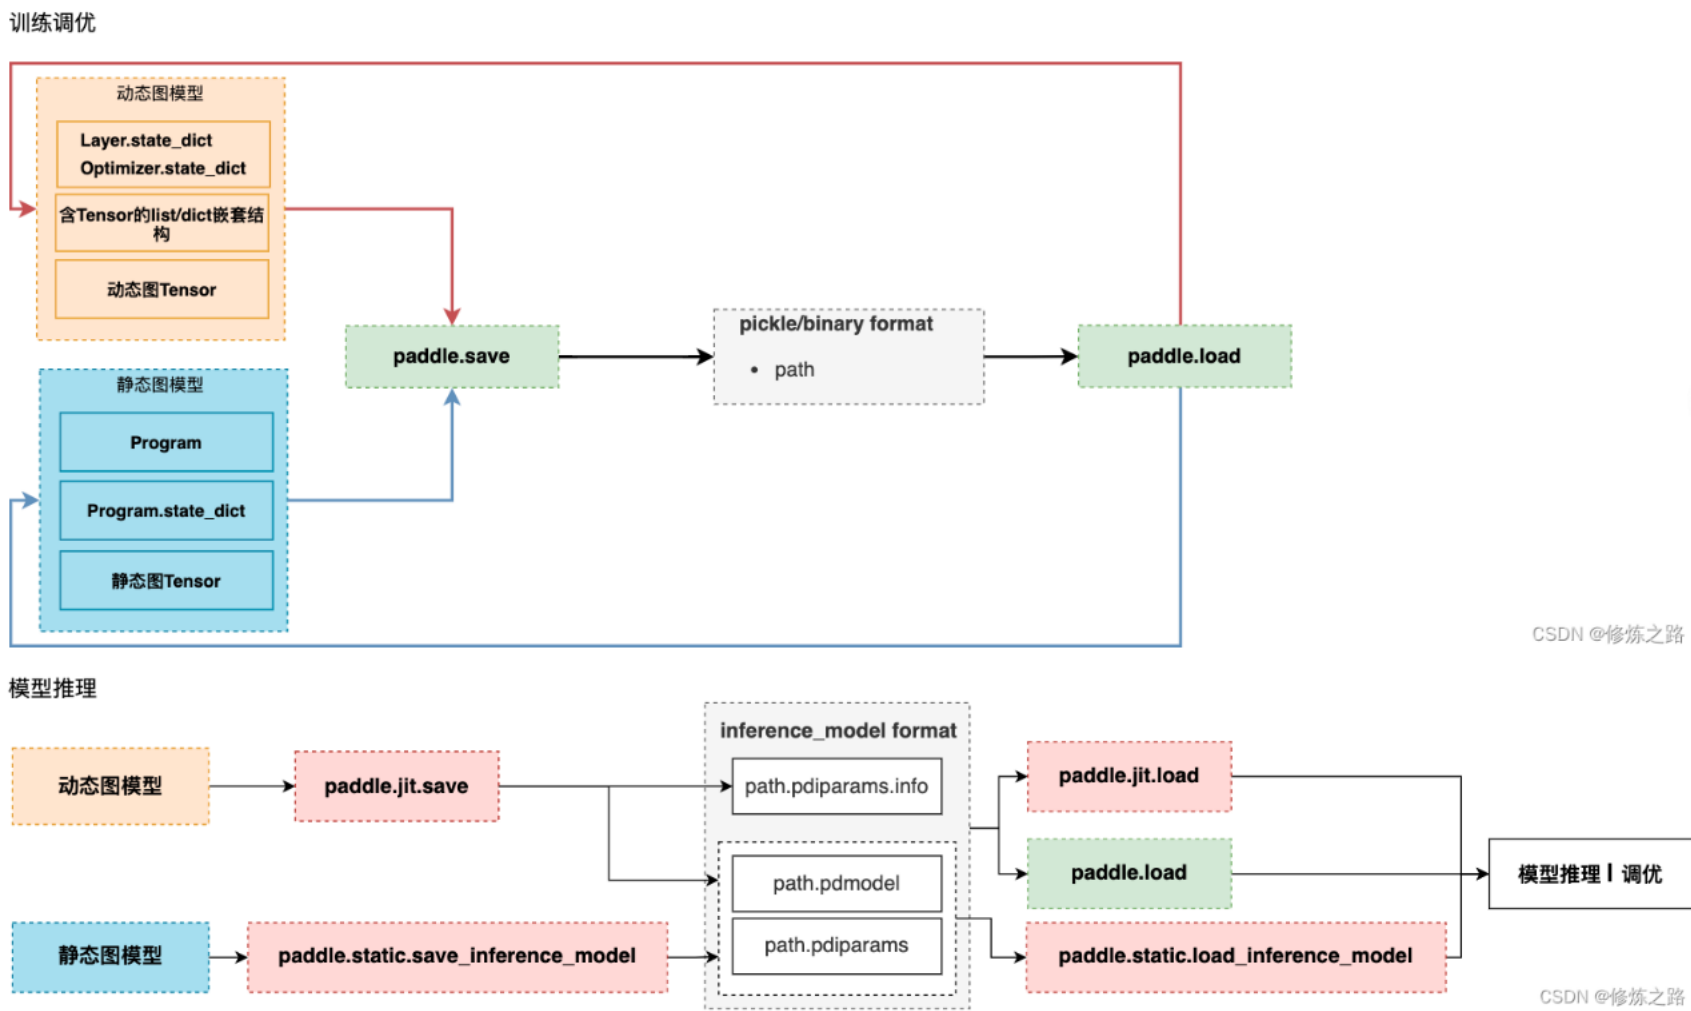 训练调优
动态图模型
Layer.state_dict
Optimizer.state_dict
含Tensor的list/dict嵌套结
构
动态图Tensor
paddle.save
pickle/binary format
• path
paddle.load
静态图模型
Program
Program.state_dict
静态图Tensor
CSDN @修炼之路
模型推理
动态图模型
paddle.jit.save
inference_model format
path.pdiparams.info
path.pdmodel
path.pdiparams
paddle.jit.load
paddle.load
模型推理 | 调优
静态图模型
paddle.static.save_inference_model
paddle.static.load_inference_model
CSDN @修炼之路